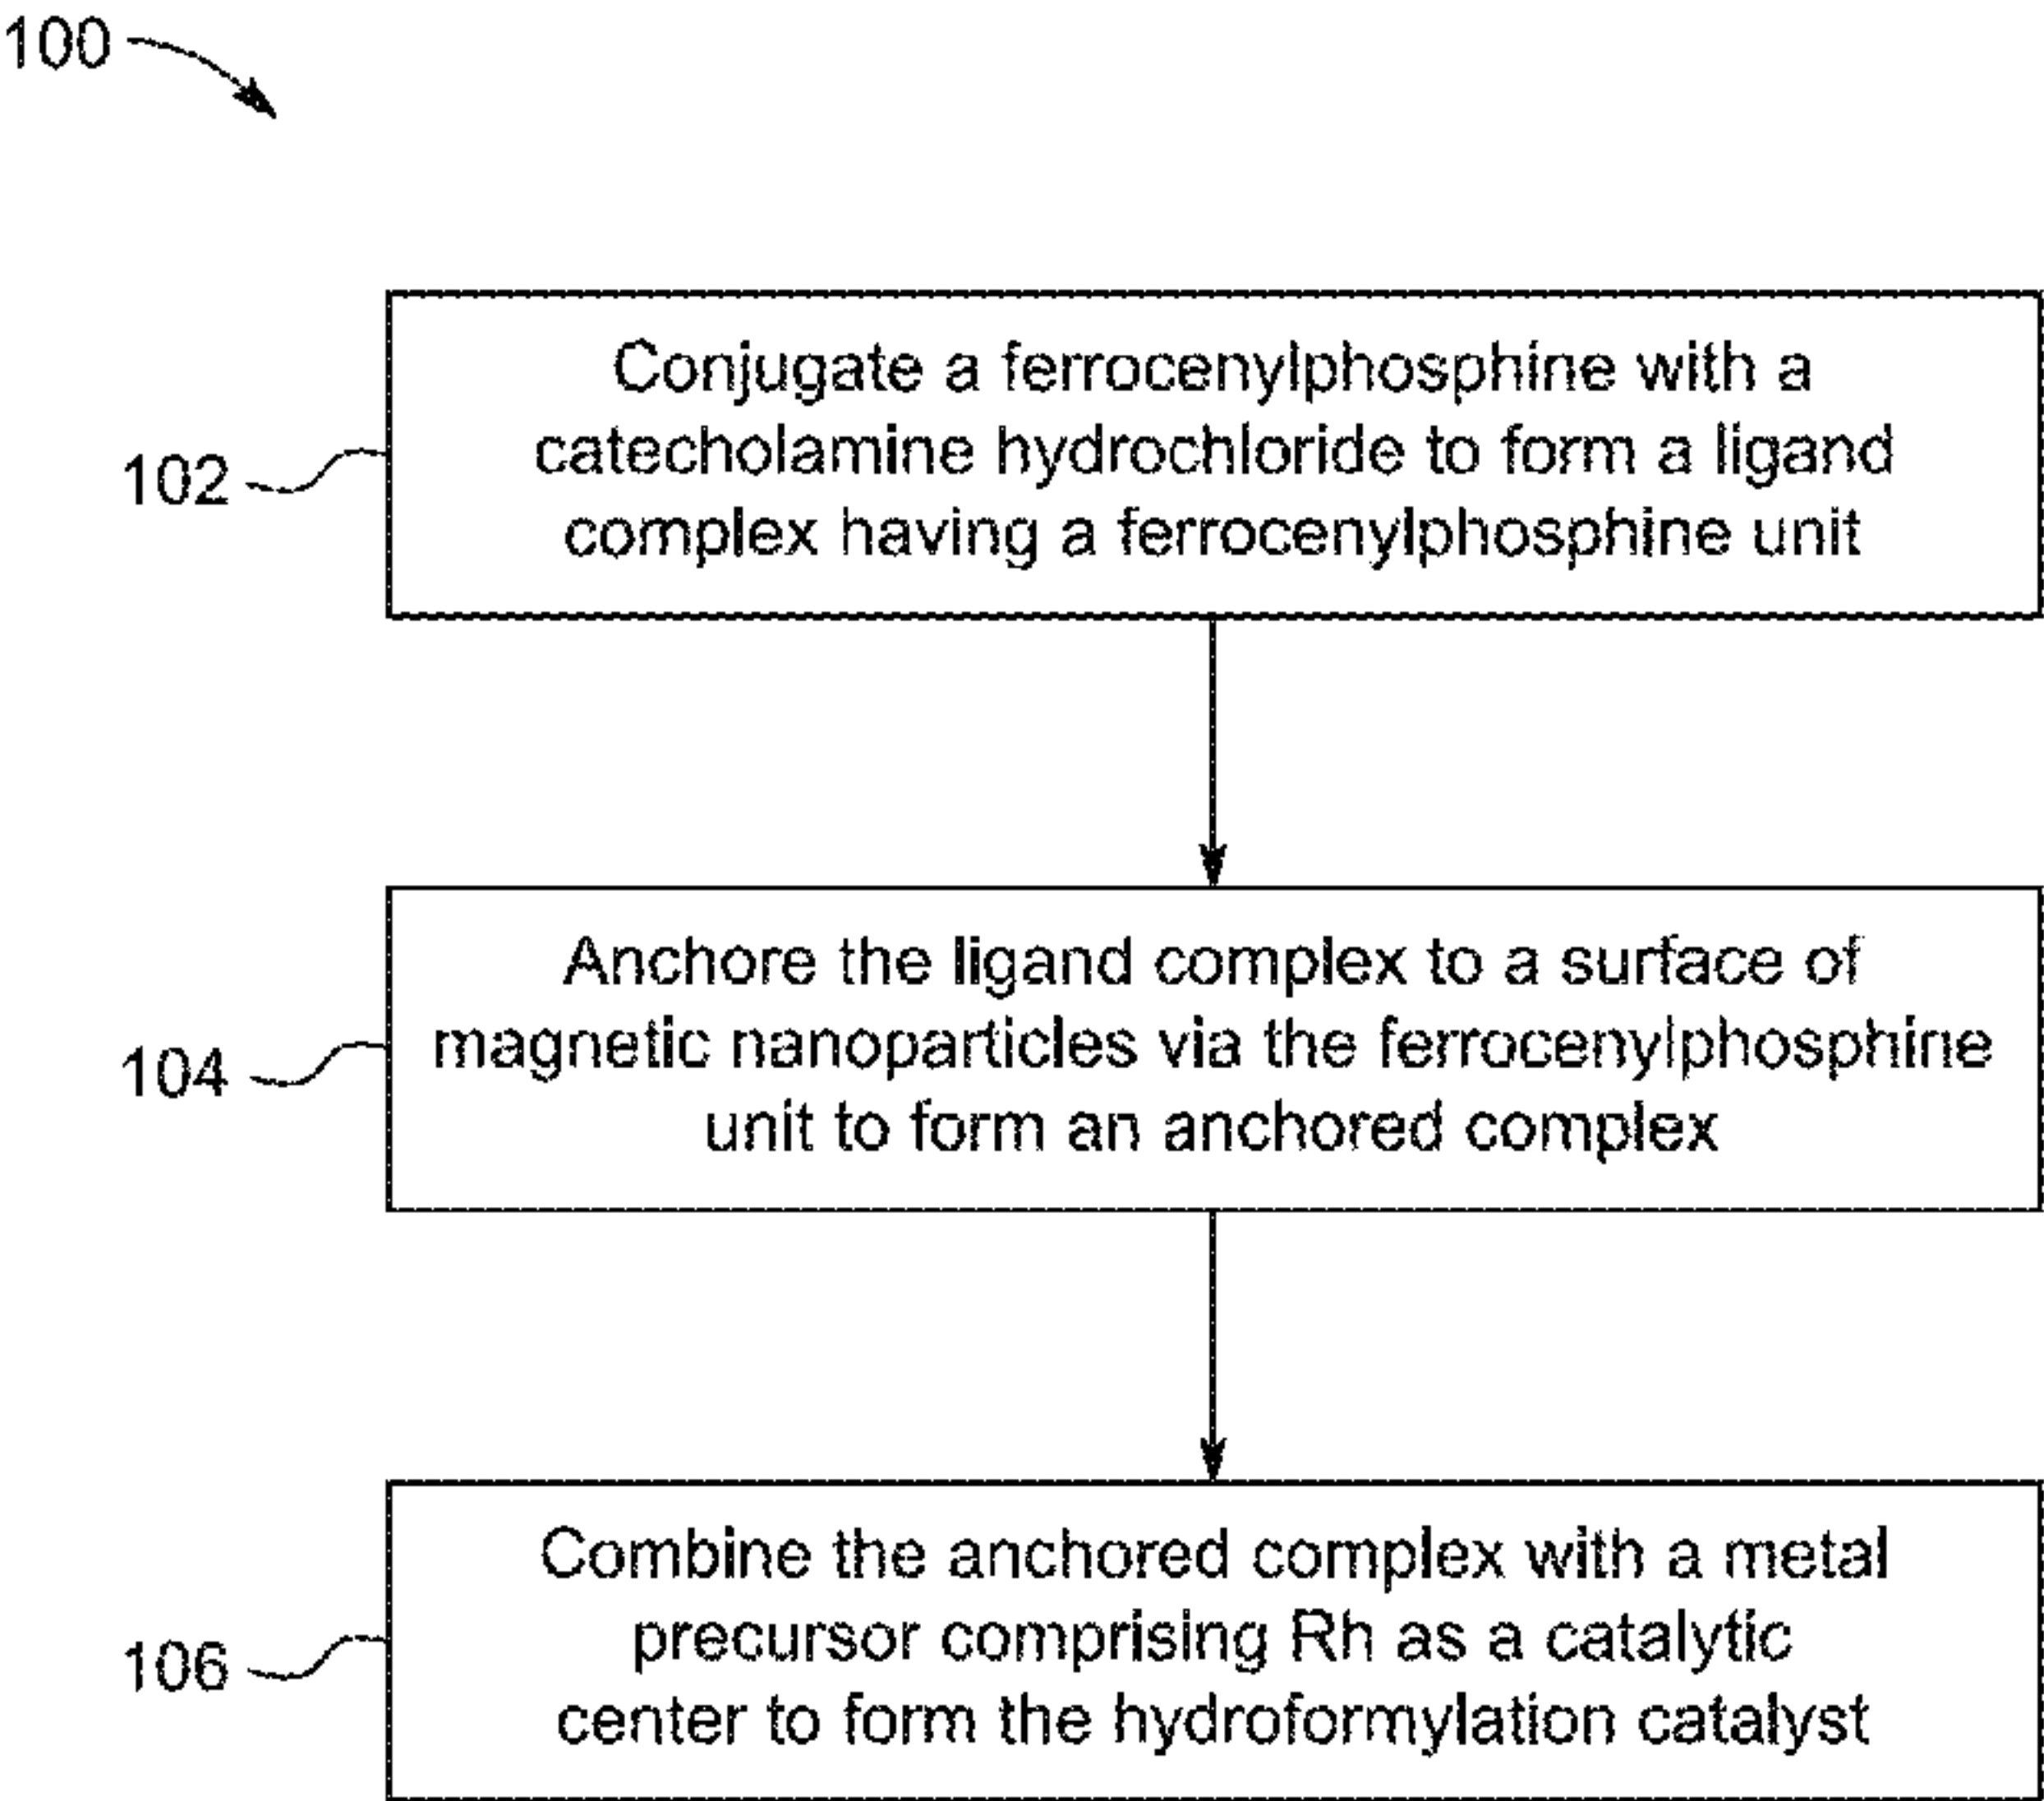 100
Conjugate a ferrocenylphosphine with a
catecholamine hydrochloride to form a ligand
complex having a ferrocenylphosphine unit
102
Anchore the ligand complex to a surface of
magnetic nanoparticles via the ferrocenylphosphine
unit to form an anchored complex
104
Combine the anchored complex with a metal
precursor comprising Rh as a catalytic
center to form the hydroformylation catalyst
106